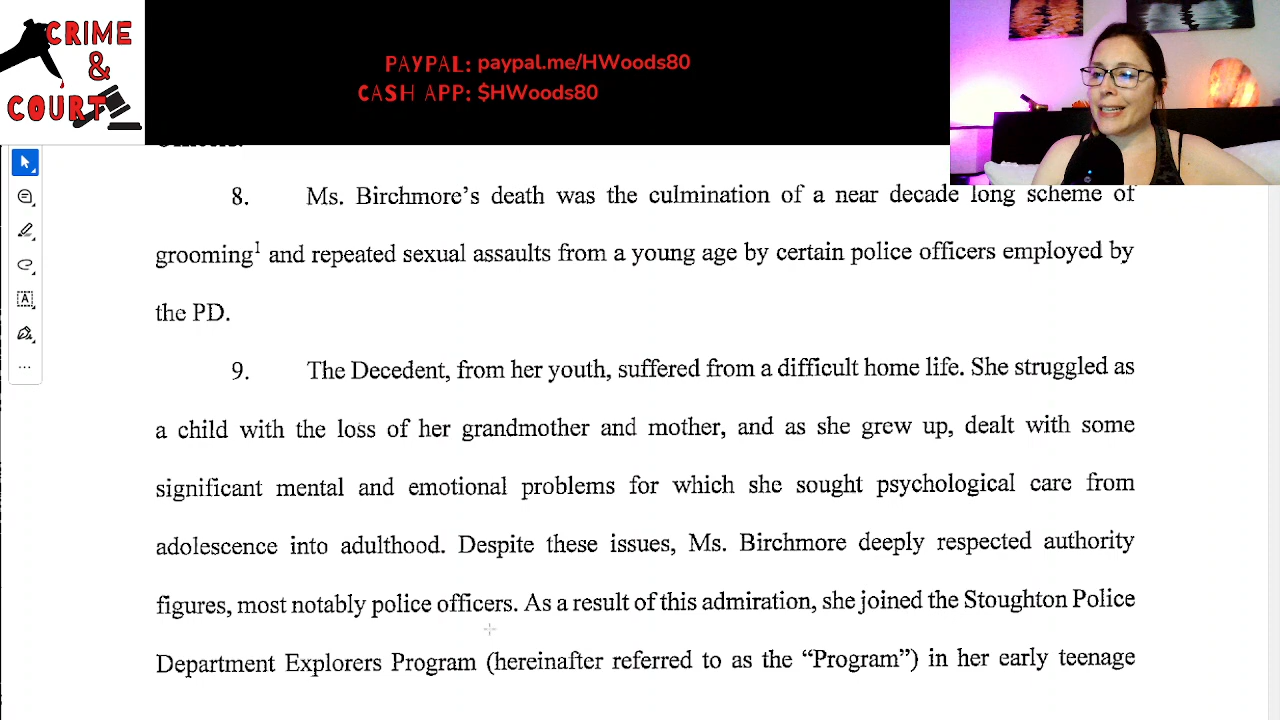 CRIME
&
COURT
PAYPAL: paypal.me/HWoods80
CASH APP: $HWoods80
8. Ms. Birchmore's death was the culmination of a near decade long scheme of
grooming1 and repeated sexual assaults from a young age by certain police officers employed by
the PD.
9. The Decedent, from her youth, suffered from a difficult home life. She struggled as
a child with the loss of her grandmother and mother, and as she grew up, dealt with some
significant mental and emotional problems for which she sought psychological care from
adolescence into adulthood. Despite these issues, Ms. Birchmore deeply respected authority
figures, most notably police officers. As a result of this admiration, she joined the Stoughton Police
Department Explorers Program (hereinafter referred to as the “Program”) in her early teenage